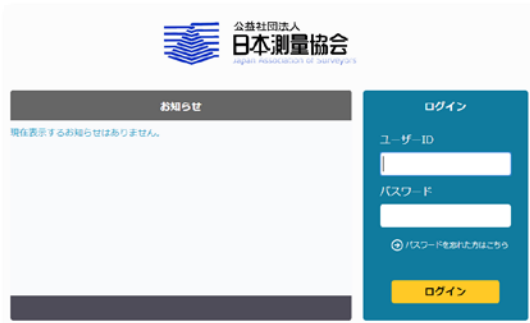 公益社団法人
日本測量協会
Japan Association of Surveyors
お知らせ
現在表示するお知らせはありません。
ログイン
ユーザーID
パスワード
パスワードを忘れた方はこちら
ログイン